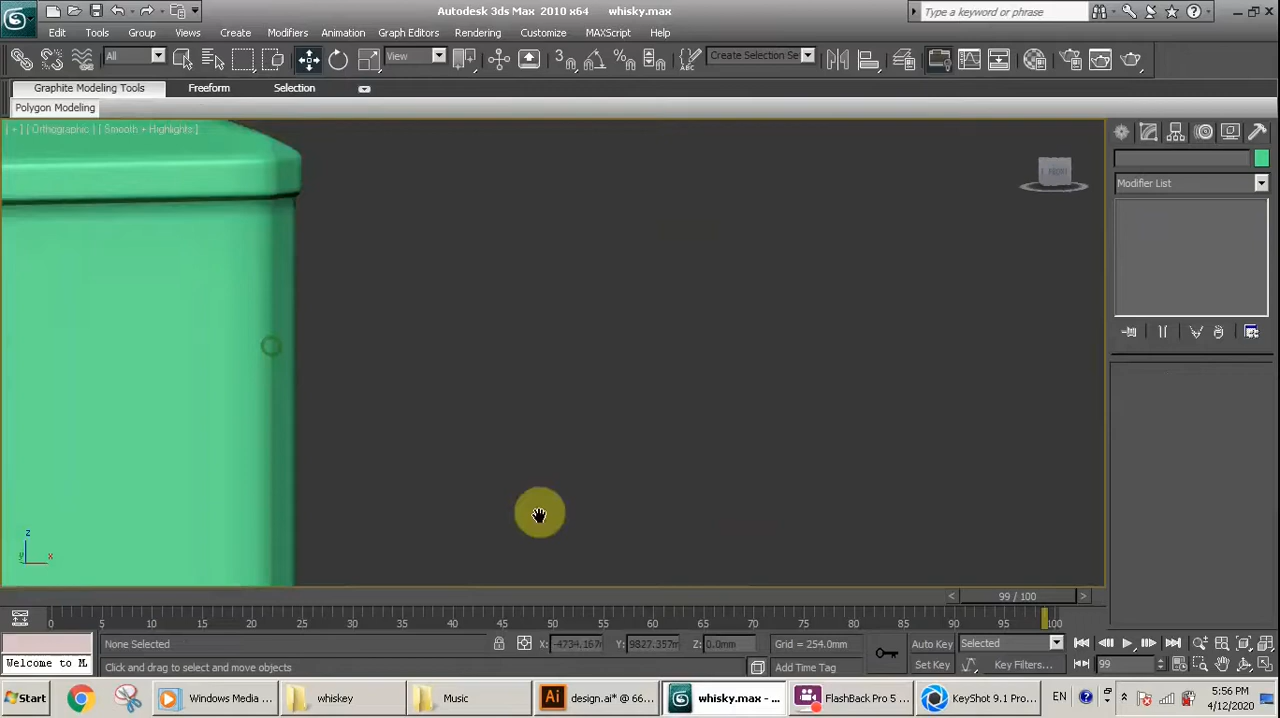 Autodesk 3ds Max 2010 x64 whisky.max
Type a keyword or phrase
Edit Tools Group Views Create Modifiers Animation Graph Editors Rendering Customize MAXScript Help
All View Create Selection Se
Graphite Modeling Tools Freeform Selection
Polygon Modeling
[ + ] [ Orthographic ] [ Smooth + Highlights ]
Modifier List
z
y x
99 / 100
0 5 10 15 20 25 30 35 40 45 50 55 60 65 70 75 80 85 90 95 100
None Selected X: -4734.167m Y: 9827.357m Z: 0.0mm Grid = 254.0mm Auto Key Selected
Welcome to M Click and drag to select and move objects Add Time Tag Set Key Key Filters... 99
Start Windows Media ... whiskey Music design.ai* @ 66... whisky.max - ... FlashBack Pro 5 ... KeyShot 9.1 Pro... EN 5:56 PM
4/12/2020